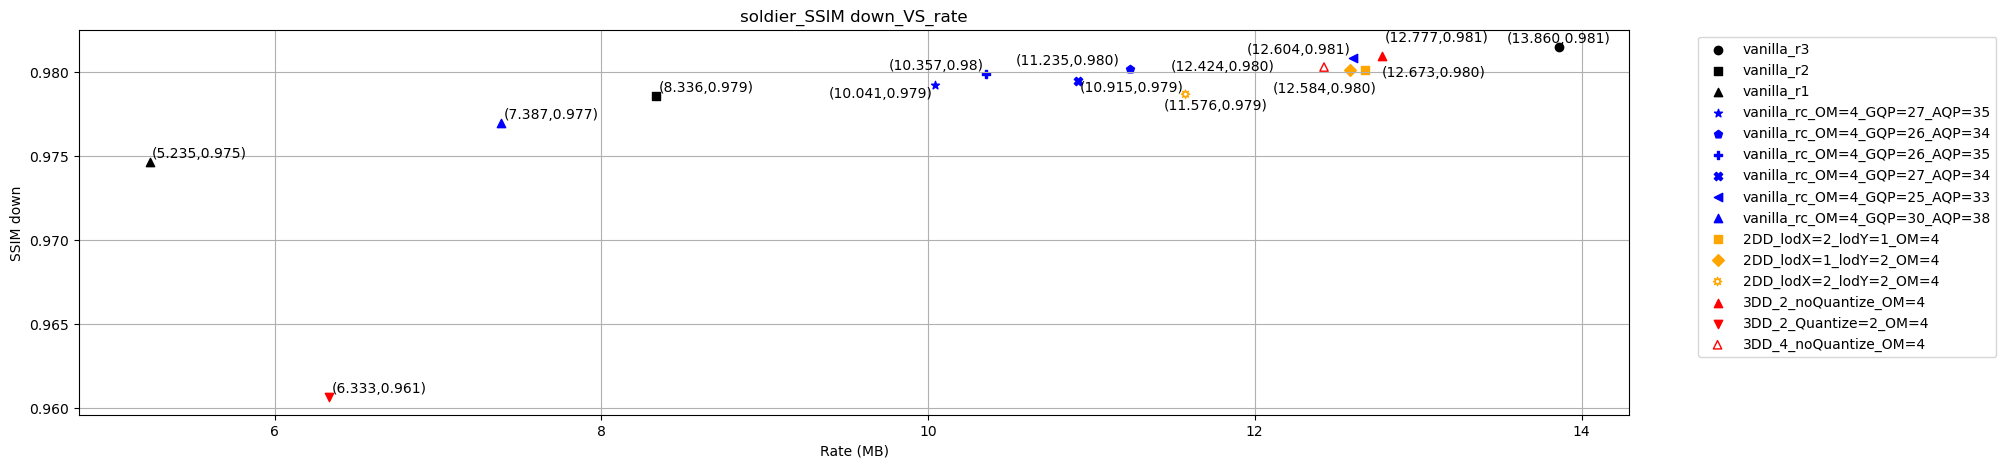 soldier_SSIM down_VS_rate
SSIM down
0.980
0.975
0.970
0.965
0.960
(5.235,0.975)
(6.333,0.961)
(7.387,0.977)
(8.336,0.979)
(10.041,0.979)
(10.357,0.98)
(11.235,0.980)
(10.915,0.979)
(11.576,0.979)
(12.424,0.980)
(12.604,0.981)
(12.584,0.980)
(12.673,0.980)
(12.777,0.981)
(13.860,0.981)
6
8
10
12
14
Rate (MB)
vanilla_r3
vanilla_r2
vanilla_r1
vanilla_rc_OM=4_GQP=27_AQP=35
vanilla_rc_OM=4_GQP=26_AQP=34
vanilla_rc_OM=4_GQP=26_AQP=35
vanilla_rc_OM=4_GQP=27_AQP=34
vanilla_rc_OM=4_GQP=25_AQP=33
vanilla_rc_OM=4_GQP=30_AQP=38
2DD_lodX=2_lodY=1_OM=4
2DD_lodX=1_lodY=2_OM=4
2DD_lodX=2_lodY=2_OM=4
3DD_2_noQuantize_OM=4
3DD_2_Quantize=2_OM=4
3DD_4_noQuantize_OM=4